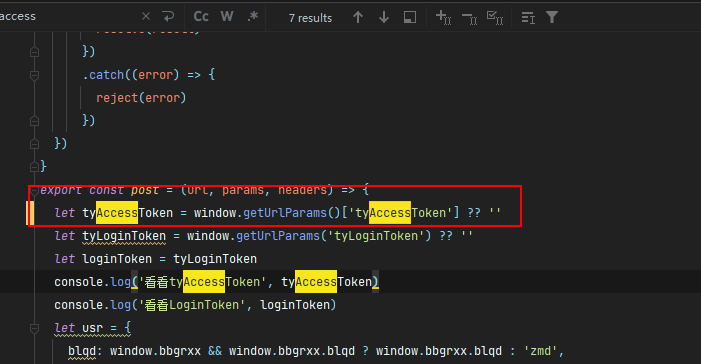 access
Cc W .* 7 results
})
.catch((error) => {
reject(error)
})
})
}
export const post = (url, params, headers) => {
let tyAccessToken = window.getUrlParams()['tyAccessToken'] ?? ''
let tyLoginToken = window.getUrlParams('tyLoginToken') ?? ''
let loginToken = tyLoginToken
console.log('看看tyAccessToken', tyAccessToken)
console.log('看看LoginToken', loginToken)
let usr = {
blqd: window.bbgrxx && window.bbgrxx.blqd ? window.bbgrxx.blqd : 'zmd',